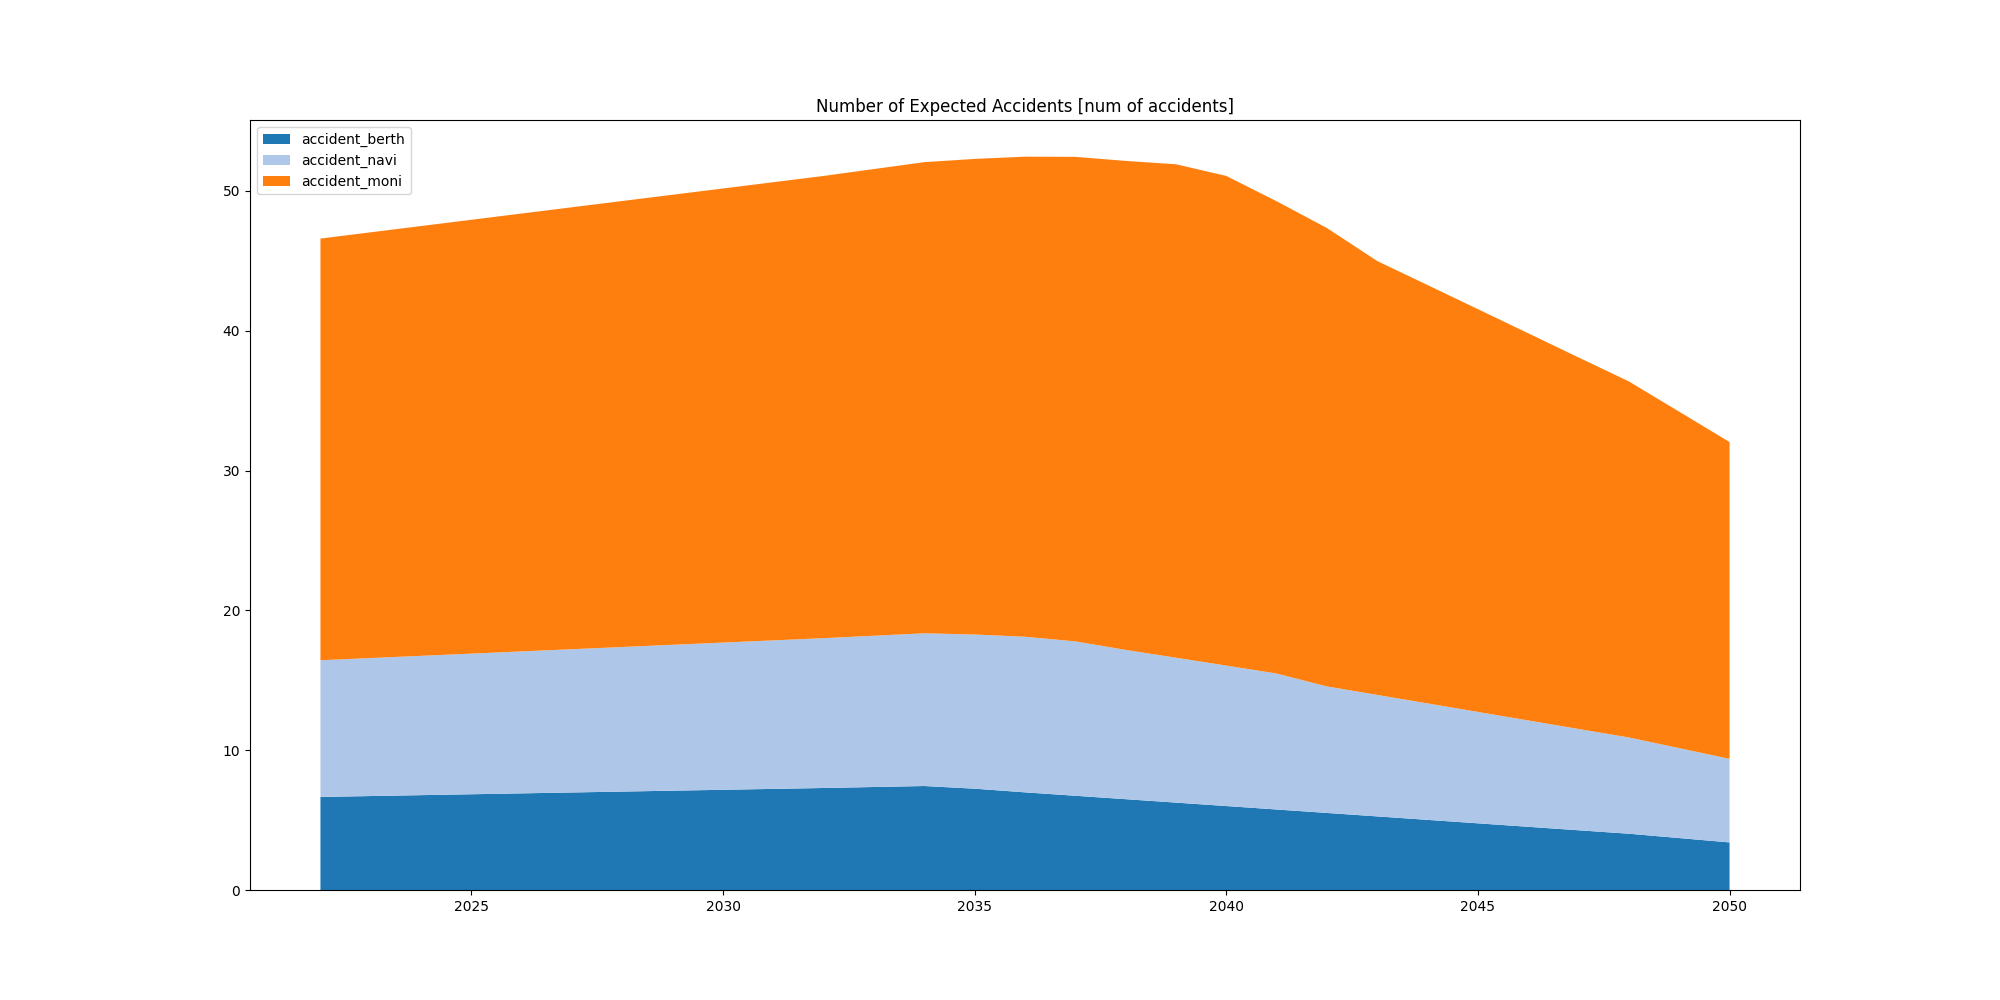 Number of Expected Accidents [num of accidents]
accident_berth
accident_navi
accident_moni
50
40
30
20
10
0
2025 2030 2035 2040 2045 2050